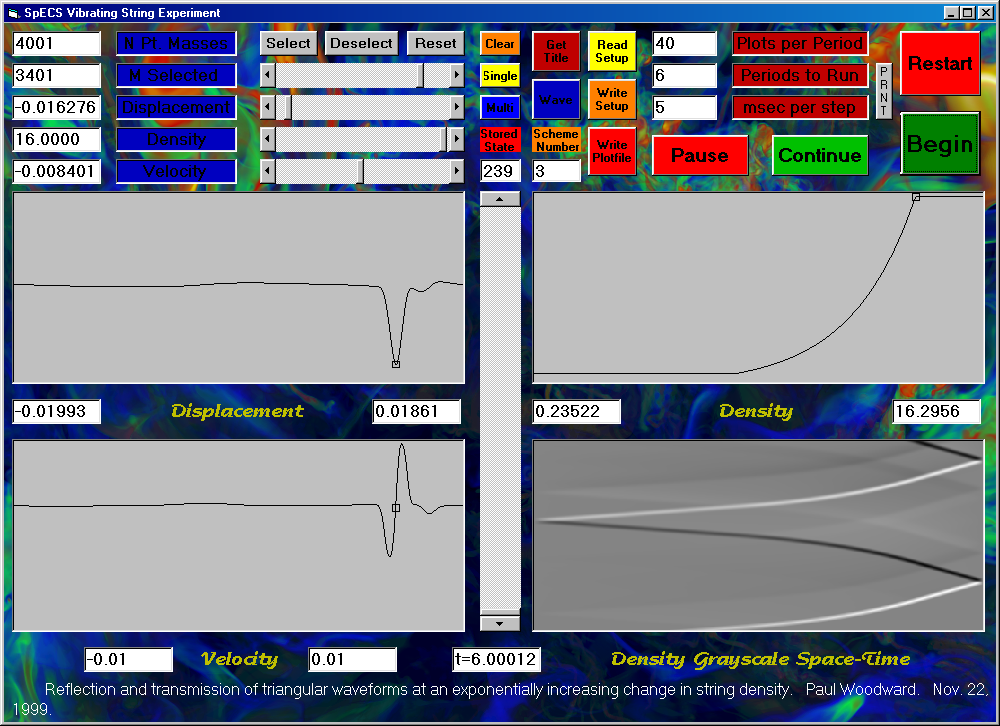 SpECS Vibrating String Experiment
4001 N Pt. Masses Select Deselect Reset Clear Get Title Read Setup 40 Plots per Period Restart
3401 M Selected Single 6 Periods to Run PRNT
-0.016276 Displacement Multi Wave Write Setup 5 msec per step Begin
16.0000 Density Stored State Scheme Number Write Plotfile Pause Continue
-0.008401 Velocity 239 3
-0.01993 Displacement 0.01861 0.23522 Density 16.2956
-0.01 Velocity 0.01 t=6.00012 Density Grayscale Space-Time
Reflection and transmission of triangular waveforms at an exponentially increasing change in string density. Paul Woodward. Nov. 22,
1999.